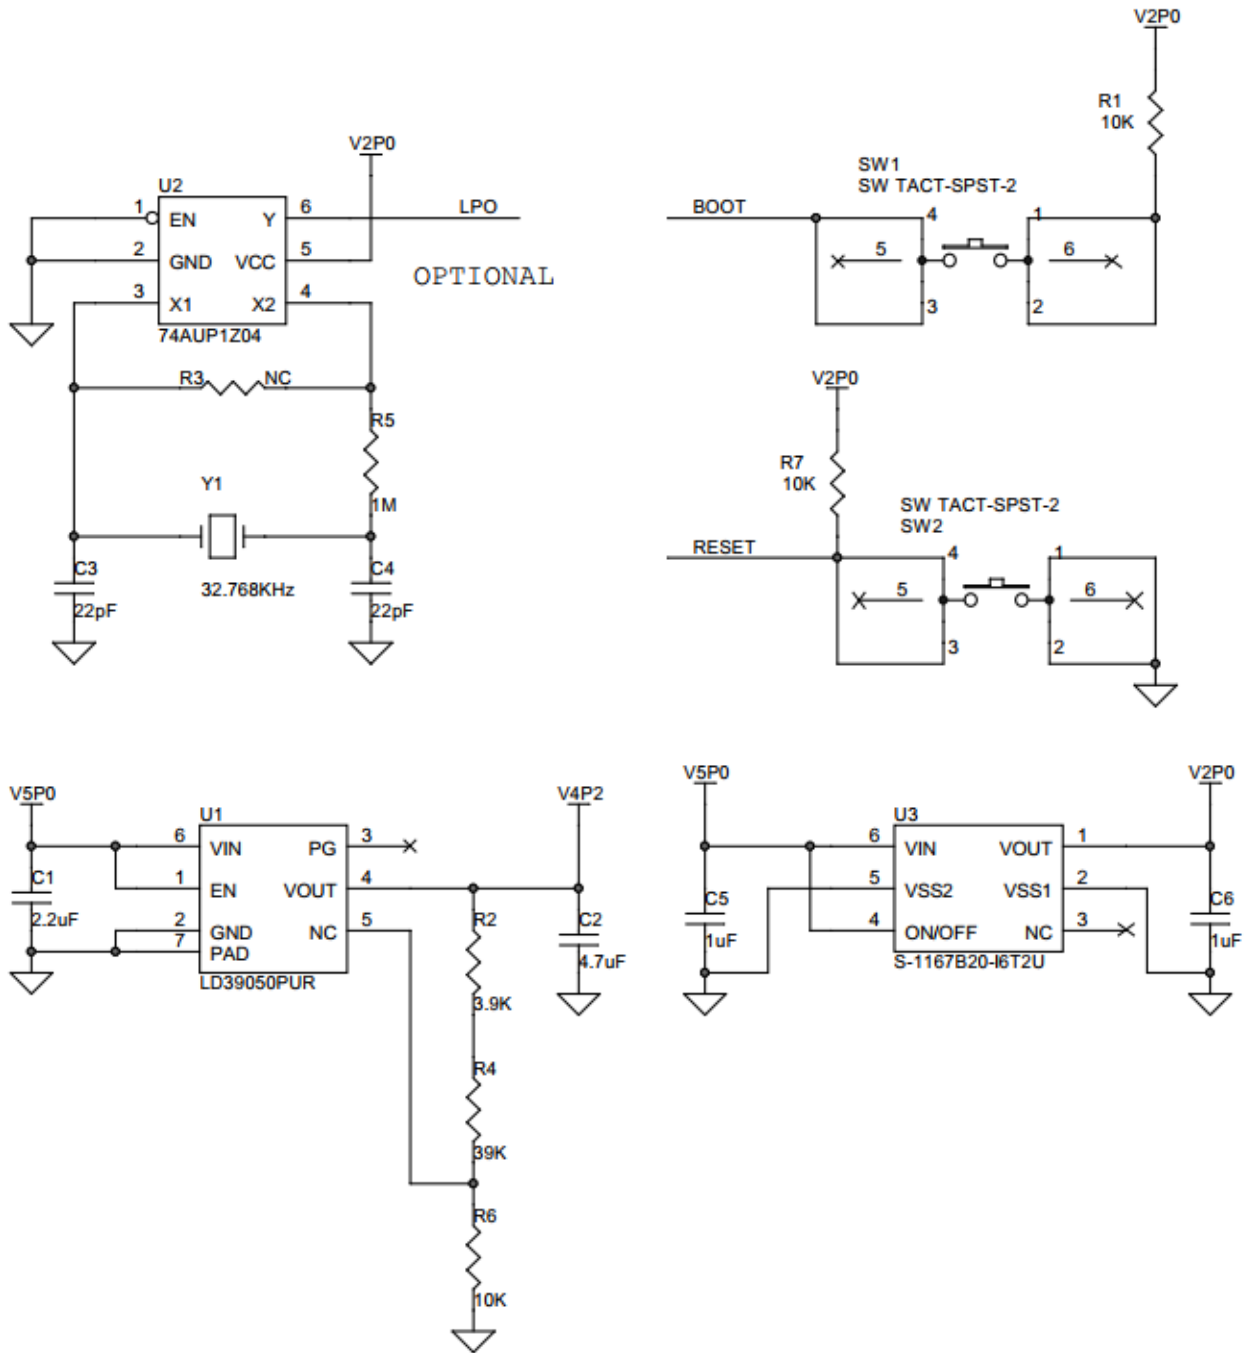 V2P0
U2
1
EN
Y
6
LPO
2
GND
VCC
5
3
X1
X2
4
74AUP1Z04
OPTIONAL
R3
NC
R5
1M
Y1
32.768KHz
C3
22pF
C4
22pF
V2P0
R1
10K
SW1
SW TACT-SPST-2
BOOT
4
1
5
6
3
2
V2P0
R7
10K
SW TACT-SPST-2
SW2
RESET
4
1
5
6
3
2
V5P0
V4P2
U1
6
VIN
PG
3
1
EN
VOUT
4
2
GND
NC
5
7
PAD
LD39050PUR
C1
2.2uF
R2
3.9K
C2
4.7uF
R4
39K
R6
10K
V5P0
V2P0
U3
6
VIN
VOUT
1
5
VSS2
VSS1
2
4
ON/OFF
NC
3
S-1167B20-I6T2U
C5
1uF
C6
1uF